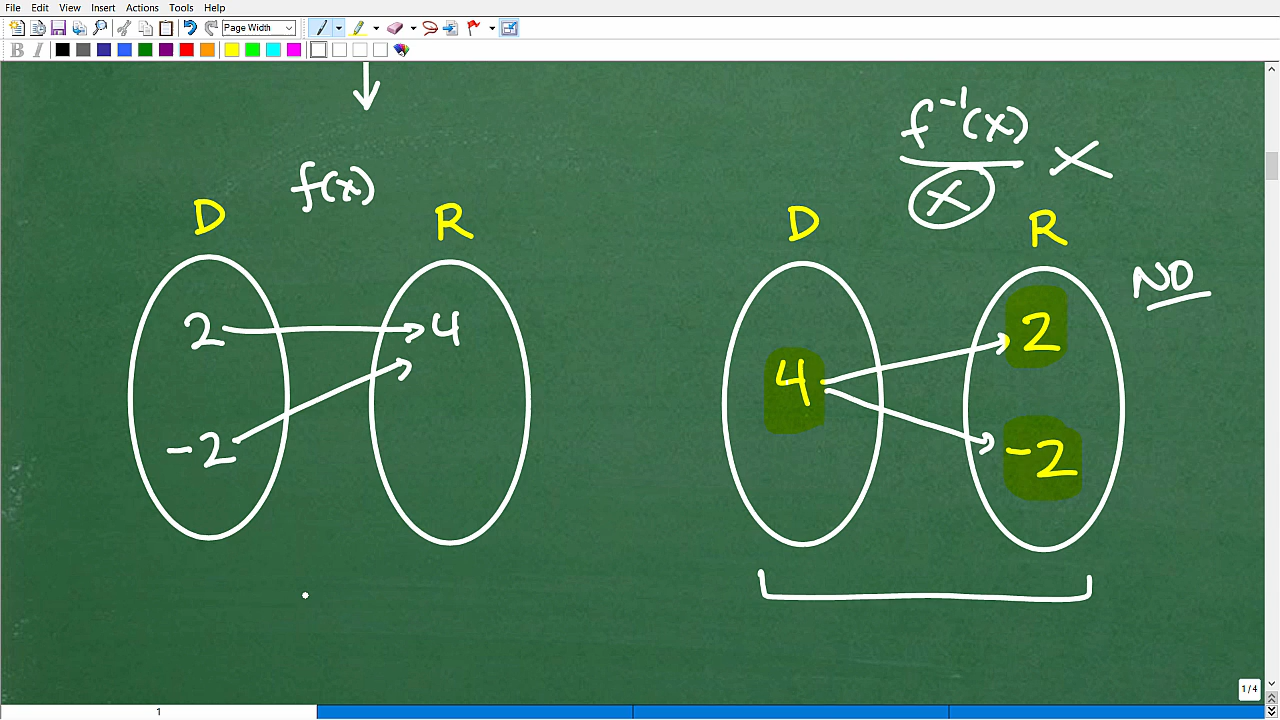 File Edit View Insert Actions Tools Help
Page Width
B I
f(x)
D R
2 4
-2
f⁻¹(x) X
X
D R
NO
4 2
-2
1/4
1